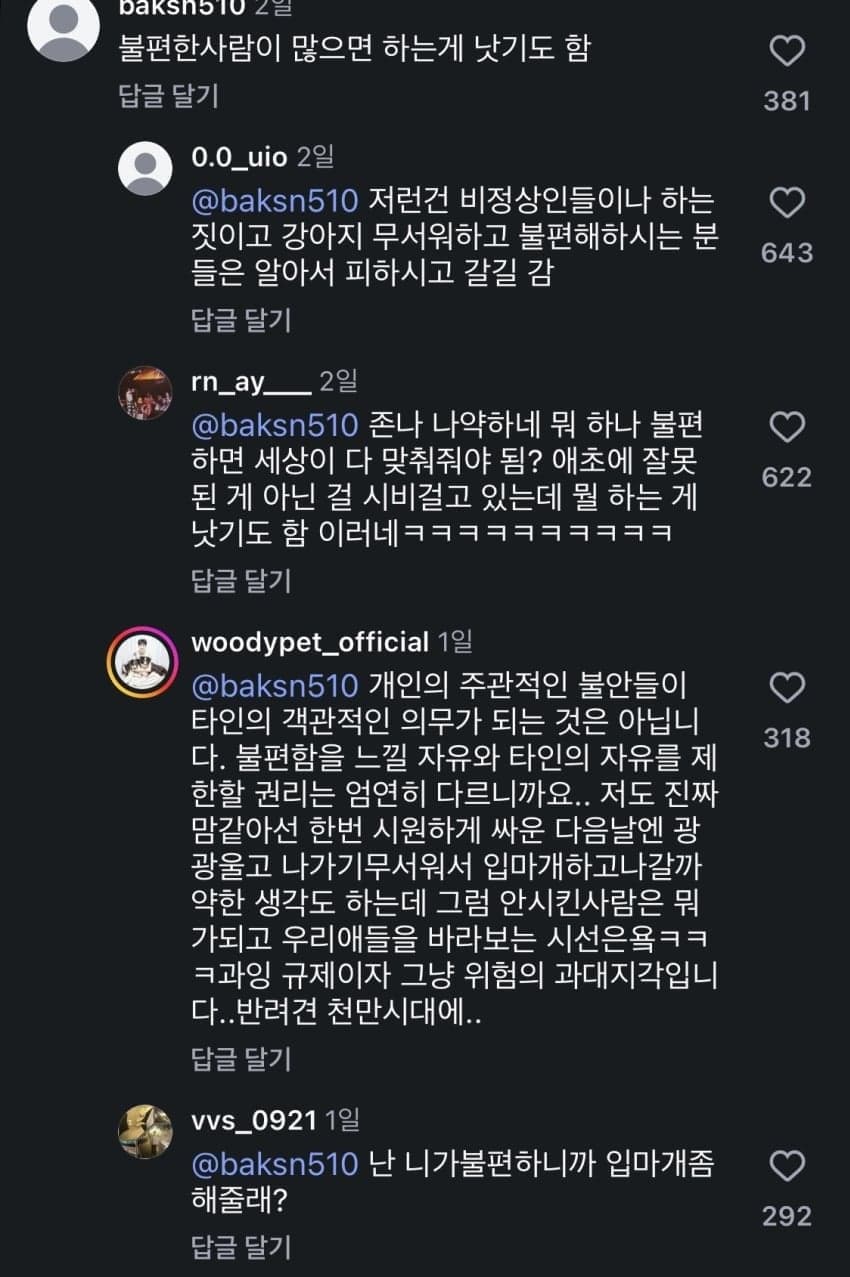 baksn510 2일
불편한사람이 많으면 하는게 낫기도 함
381
답글 달기
0.0_uio 2일
@baksn510 저런건 비정상인들이나 하는
짓이고 강아지 무서워하고 불편해하시는 분
들은 알아서 피하시고 갈길 감
643
답글 달기
rn_ay___ 2일
@baksn510 존나 나약하네 뭐 하나 불편
하면 세상이 다 맞춰줘야 됨? 애초에 잘못
된 게 아닌 걸 시비걸고 있는데 뭘 하는 게
낫기도 함 이러네ㅋㅋㅋㅋㅋㅋㅋㅋㅋㅋ
622
답글 달기
woodypet_official 1일
@baksn510 개인의 주관적인 불안들이
타인의 객관적인 의무가 되는 것은 아닙니
다. 불편함을 느낄 자유와 타인의 자유를 제
한할 권리는 엄연히 다르니까요.. 저도 진짜
맘같아선 한번 시원하게 싸운 다음날엔 광
광울고 나가기무서워서 입마개하고나갈까
약한 생각도 하는데 그럼 안시킨사람은 뭐
가되고 우리애들을 바라보는 시선은욬ㅋㅋ
ㅋ과잉 규제이자 그냥 위험의 과대지각입니
다..반려견 천만시대에..
318
답글 달기
vvs_0921 1일
@baksn510 난 니가불편하니까 입마개좀
해줄래?
292
답글 달기